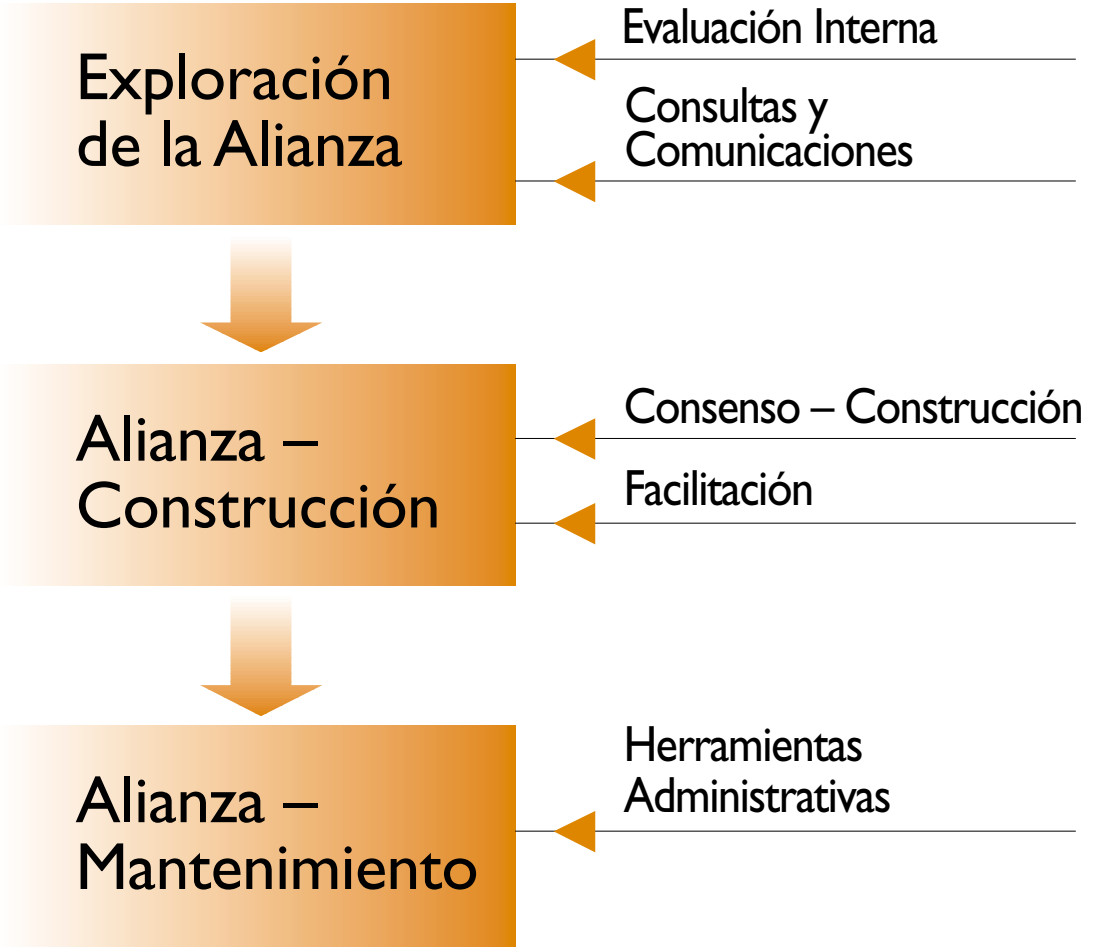 Exploración
de la Alianza
Evaluación Interna
Consultas y
Comunicaciones
Alianza –
Construcción
Consenso – Construcción
Facilitación
Alianza –
Mantenimiento
Herramientas
Administrativas